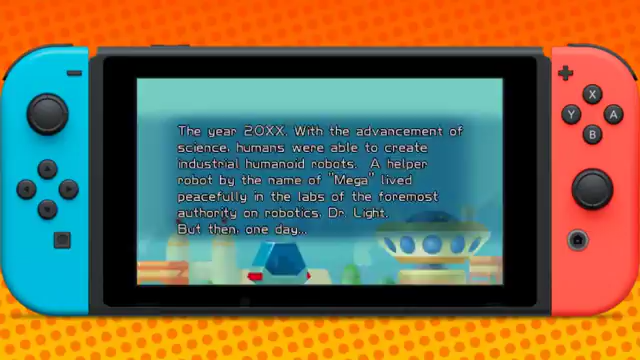 The year 20XX. With the advancement of
science, humans were able to create
industrial humanoid robots. A helper
robot by the name of "Mega" lived
peacefully in the labs of the foremost
authority on robotics, Dr. Light.
But then, one day...
X
Y
A
B